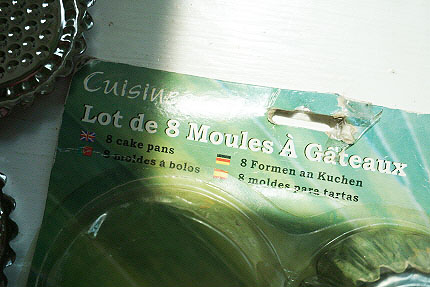 Cuisine
Lot de 8 Moules À Gâteaux
8 cake pans
8 moldes à bolos
8 Formen an Kuchen
8 moldes para tartas